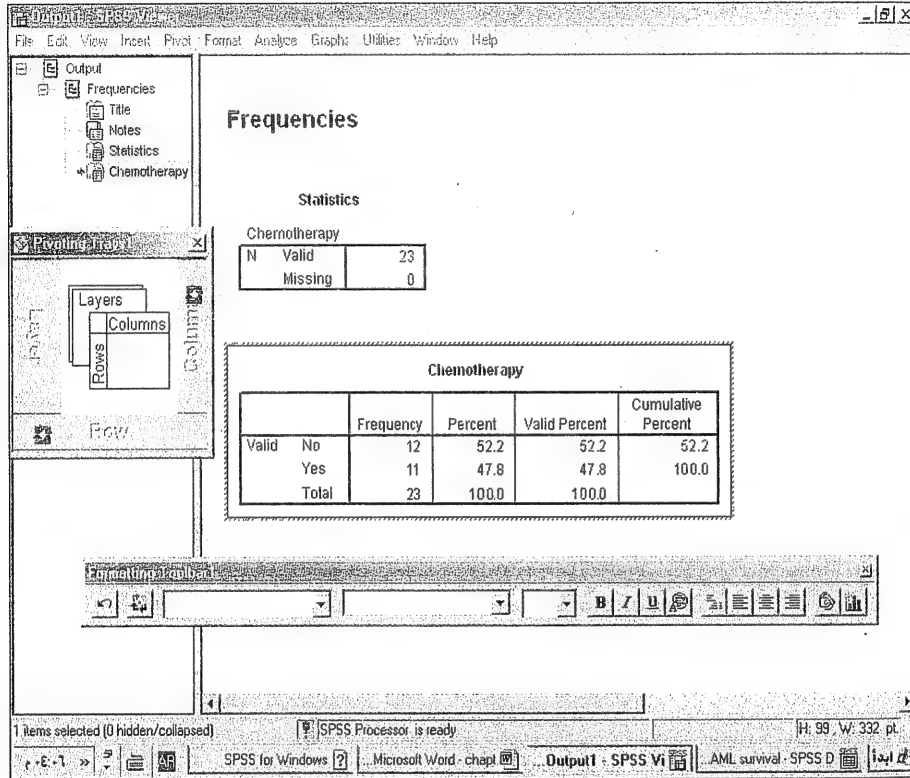 Output1 - SPSS Viewer
File Edit View Insert Pivot Format Analyze Graphs Utilities Window Help
Output
Frequencies
Title
Notes
Statistics
Chemotherapy
Frequencies
Statistics
Chemotherapy
N Valid 23
Missing 0
Pivoting Trays1
Layer
Layers
Columns
Rows
Column
Row
Chemotherapy
Frequency Percent Valid Percent Cumulative Percent
Valid No 12 52.2 52.2 52.2
Yes 11 47.8 47.8 100.0
Total 23 100.0 100.0
Formatting Toolbar
B I U
1 items selected (0 hidden/collapsed) SPSS Processor is ready H: 99 , W: 332 pt.
AR SPSS for Windows ...Microsoft Word - chapt ...Output1 - SPSS Vi ...AML survival - SPSS D ابدأ